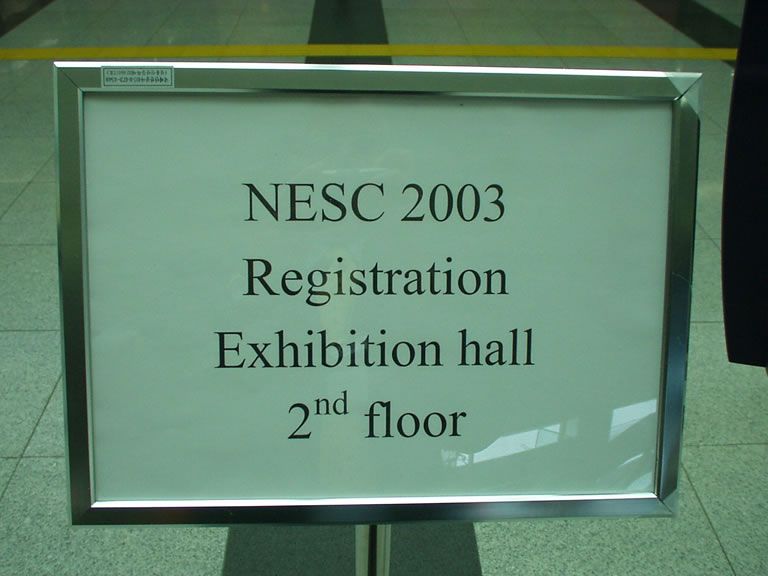 NESC 2003
Registration
Exhibition hall
2nd floor